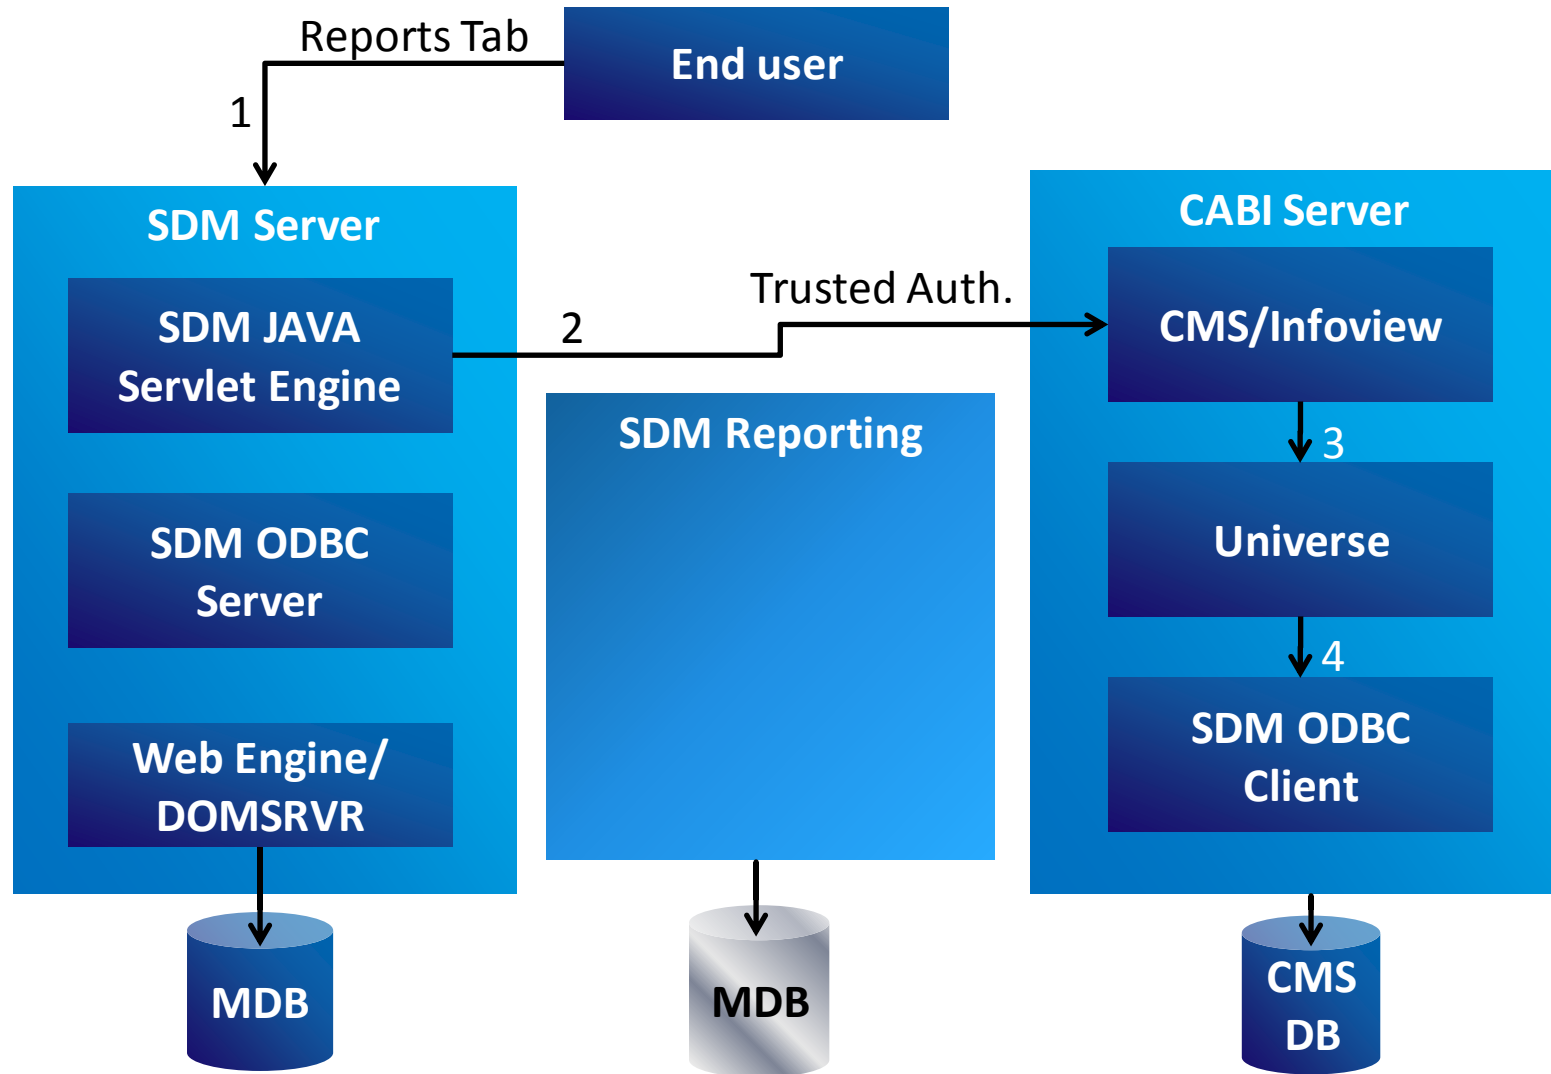 Reports Tab
End user
1
SDM Server
SDM JAVA
Servlet Engine
SDM ODBC
Server
Web Engine/
DOMSRVR
MDB
2
Trusted Auth.
SDM Reporting
MDB
CABI Server
CMS/Infoview
3
Universe
4
SDM ODBC
Client
CMS
DB